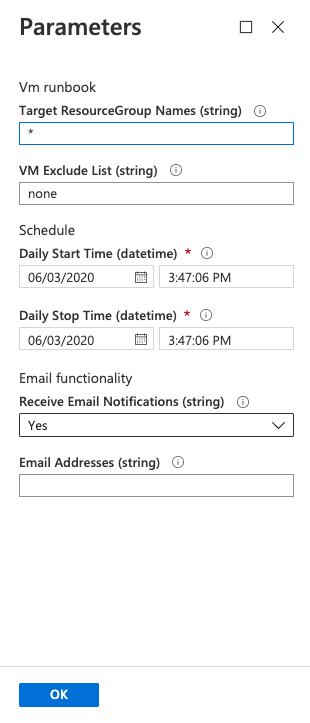 Parameters
Vm runbook
Target ResourceGroup Names (string)
*
VM Exclude List (string)
none
Schedule
Daily Start Time (datetime) *
06/03/2020 3:47:06 PM
Daily Stop Time (datetime) *
06/03/2020 3:47:06 PM
Email functionality
Receive Email Notifications (string)
Yes
Email Addresses (string)
OK